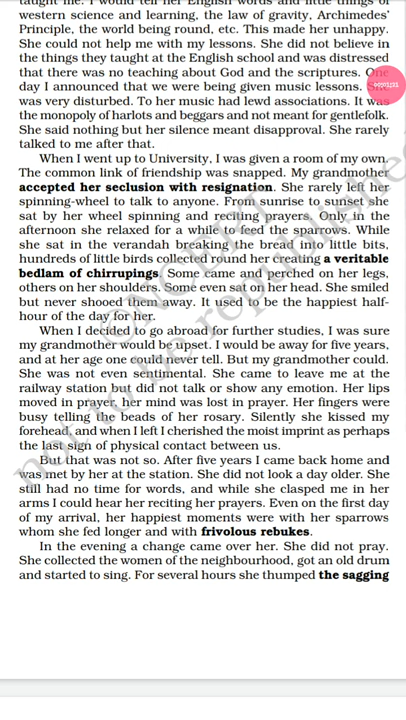 taught me. I would tell her English words and little things of
western science and learning, the law of gravity, Archimedes'
Principle, the world being round, etc. This made her unhappy.
She could not help me with my lessons. She did not believe in
the things they taught at the English school and was distressed
that there was no teaching about God and the scriptures. One
day I announced that we were being given music lessons. She
was very disturbed. To her music had lewd associations. It was
the monopoly of harlots and beggars and not meant for gentlefolk.
She said nothing but her silence meant disapproval. She rarely
talked to me after that.
When I went up to University, I was given a room of my own.
The common link of friendship was snapped. My grandmother
accepted her seclusion with resignation. She rarely left her
spinning-wheel to talk to anyone. From sunrise to sunset she
sat by her wheel spinning and reciting prayers. Only in the
afternoon she relaxed for a while to feed the sparrows. While
she sat in the verandah breaking the bread into little bits,
hundreds of little birds collected round her creating a veritable
bedlam of chirrupings. Some came and perched on her legs,
others on her shoulders. Some even sat on her head. She smiled
but never shooed them away. It used to be the happiest half-
hour of the day for her.
When I decided to go abroad for further studies, I was sure
my grandmother would be upset. I would be away for five years,
and at her age one could never tell. But my grandmother could.
She was not even sentimental. She came to leave me at the
railway station but did not talk or show any emotion. Her lips
moved in prayer, her mind was lost in prayer. Her fingers were
busy telling the beads of her rosary. Silently she kissed my
forehead, and when I left I cherished the moist imprint as perhaps
the last sign of physical contact between us.
But that was not so. After five years I came back home and
was met by her at the station. She did not look a day older. She
still had no time for words, and while she clasped me in her
arms I could hear her reciting her prayers. Even on the first day
of my arrival, her happiest moments were with her sparrows
whom she fed longer and with frivolous rebukes.
In the evening a change came over her. She did not pray.
She collected the women of the neighbourhood, got an old drum
and started to sing. For several hours she thumped the sagging
not to be republished